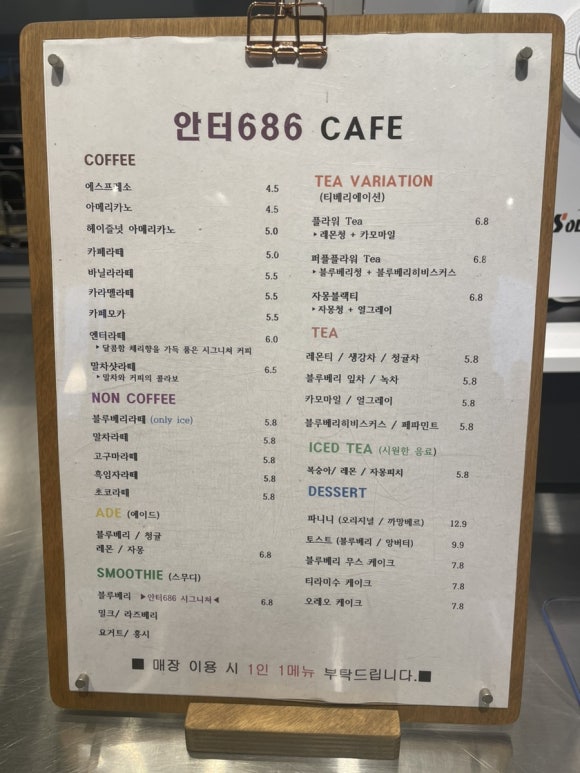 안터686 CAFE
COFFEE
에스프레소 4.5
아메리카노 4.5
헤이즐넛 아메리카노 5.0
카페라떼 5.0
바닐라라떼 5.5
카라멜라떼 5.5
카페모카 5.5
엔터라떼 6.0
▸달콤함 체리향을 가득 품은 시그니처 커피
말차샷라떼 6.5
▸말차와 커피의 콜라보
NON COFFEE
블루베리라떼 (only ice) 5.8
말차라떼 5.8
고구마라떼 5.8
흑임자라떼 5.8
초코라떼 5.8
ADE (에이드)
블루베리 / 청귤
레몬 / 자몽 6.8
SMOOTHIE (스무디)
블루베리 ▶안터686 시그니처◀ 6.8
밀크/ 라즈베리
요거트/ 홍시
TEA VARIATION
(티베리에이션)
플라워 Tea 6.8
▸레몬청 + 카모마일
퍼플플라워 Tea 6.8
▸블루베리청 + 블루베리히비스커스
자몽블랙티 6.8
▸자몽청 + 얼그레이
TEA
레몬티 / 생강차 / 청귤차 5.8
블루베리 잎차 / 녹차 5.8
카모마일 / 얼그레이 5.8
블루베리히비스커스 / 페파민트 5.8
ICED TEA (시원한 음료)
복숭아/ 레몬 / 자몽피치 5.8
DESSERT
파니니 (오리지널 / 까망베르) 12.9
토스트 (블루베리 / 앙버터) 9.9
블루베리 무스 케이크 7.8
티라미수 케이크 7.8
오레오 케이크 7.8
■ 매장 이용 시 1인 1메뉴 부탁드립니다.■